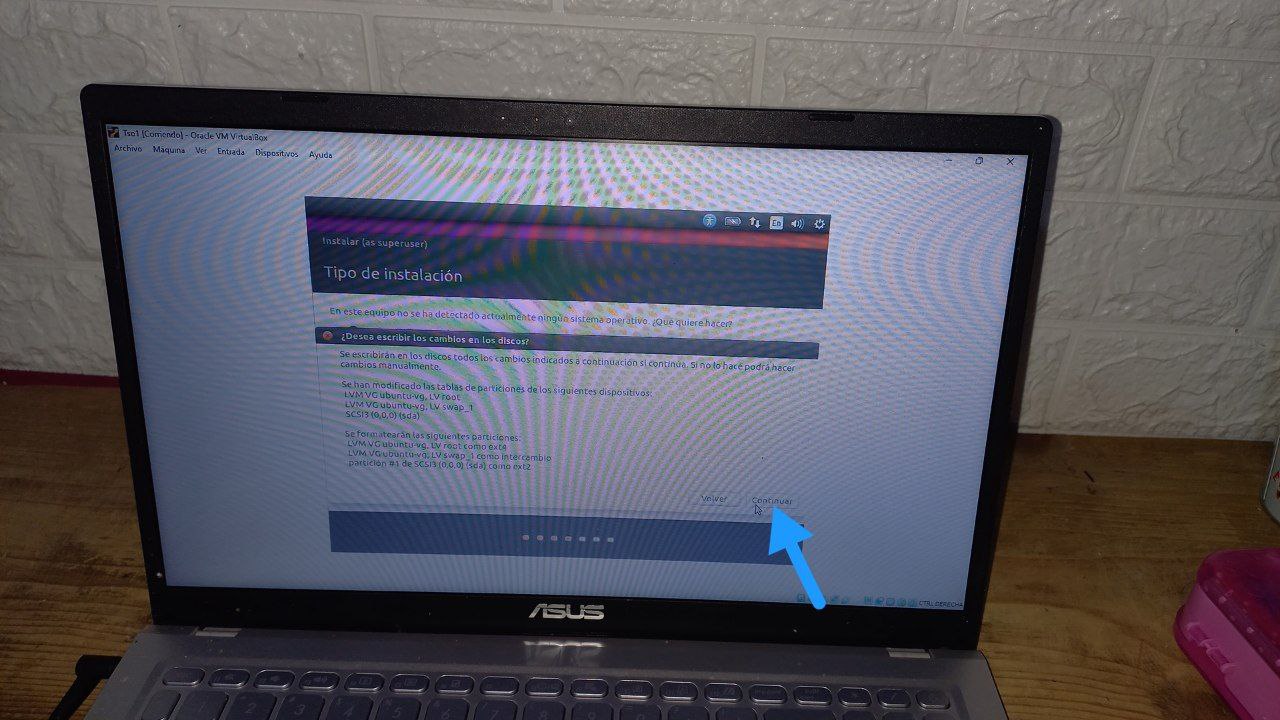 Tso1 [Corriendo] - Oracle VM VirtualBox
Archivo Máquina Ver Entrada Dispositivos Ayuda
En
Instalar (as superuser)
Tipo de instalación
En este equipo no se ha detectado actualmente ningún sistema operativo. ¿Qué quiere hacer?
¿Desea escribir los cambios en los discos?
Se escribirán en los discos todos los cambios indicados a continuación si continúa. Si no lo hace podrá hacer
cambios manualmente.
Se han modificado las tablas de particiones de los siguientes dispositivos:
LVM VG ubuntu-vg, LV root
LVM VG ubuntu-vg, LV swap_1
SCSI3 (0,0,0) (sda)
Se formatearán las siguientes particiones:
LVM VG ubuntu-vg, LV root como ext4
LVM VG ubuntu-vg, LV swap_1 como intercambio
partición #1 de SCSI3 (0,0,0) (sda) como ext2
Volver Continuar
CTRL DERECHA
ASUS